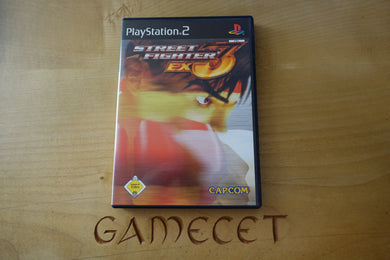 PlayStation®2
STREET
FIGHTER
EX3
CAPCOM
GAMECET